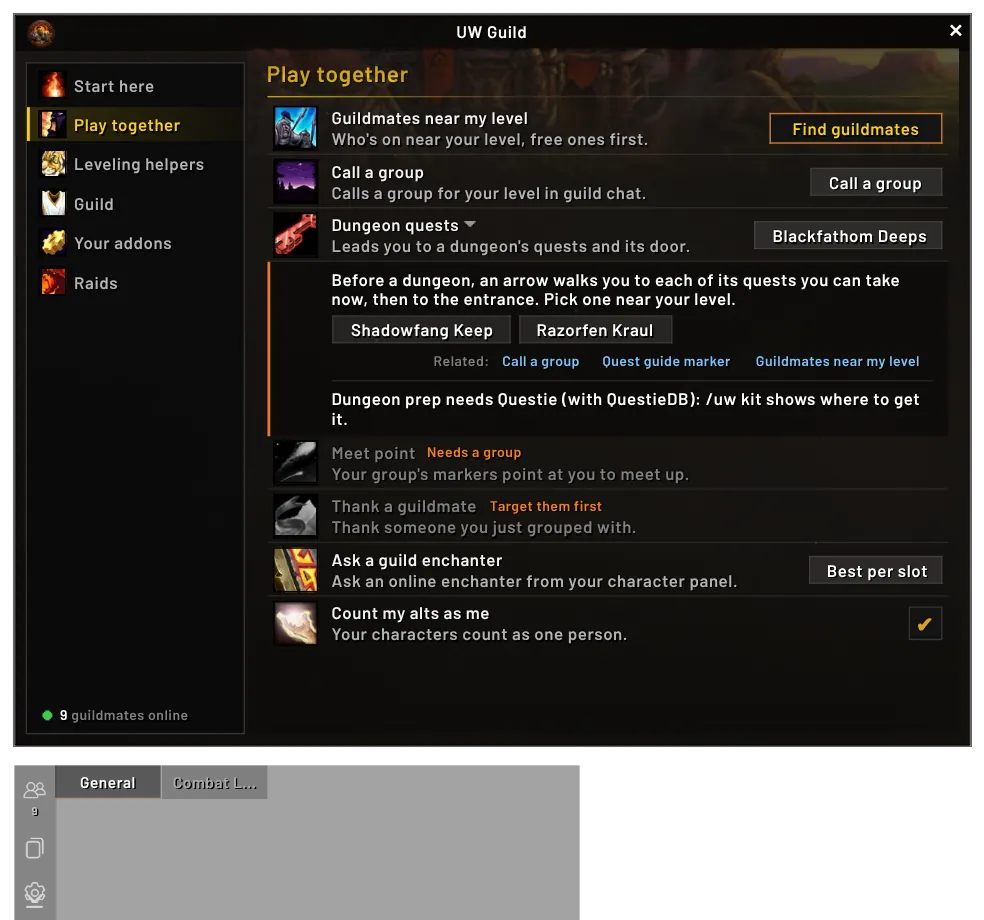 UW Guild
Start here
Play together
Leveling helpers
Guild
Your addons
Raids
9 guildmates online
Play together
Guildmates near my level
Who's on near your level, free ones first.
Find guildmates
Call a group
Calls a group for your level in guild chat.
Call a group
Dungeon quests
Leads you to a dungeon's quests and its door.
Blackfathom Deeps
Before a dungeon, an arrow walks you to each of its quests you can take
now, then to the entrance. Pick one near your level.
Shadowfang Keep
Razorfen Kraul
Related: Call a group Quest guide marker Guildmates near my level
Dungeon prep needs Questie (with QuestieDB): /uw kit shows where to get
it.
Meet point Needs a group
Your group's markers point at you to meet up.
Thank a guildmate Target them first
Thank someone you just grouped with.
Ask a guild enchanter
Ask an online enchanter from your character panel.
Best per slot
Count my alts as me
Your characters count as one person.
General
Combat L...
9